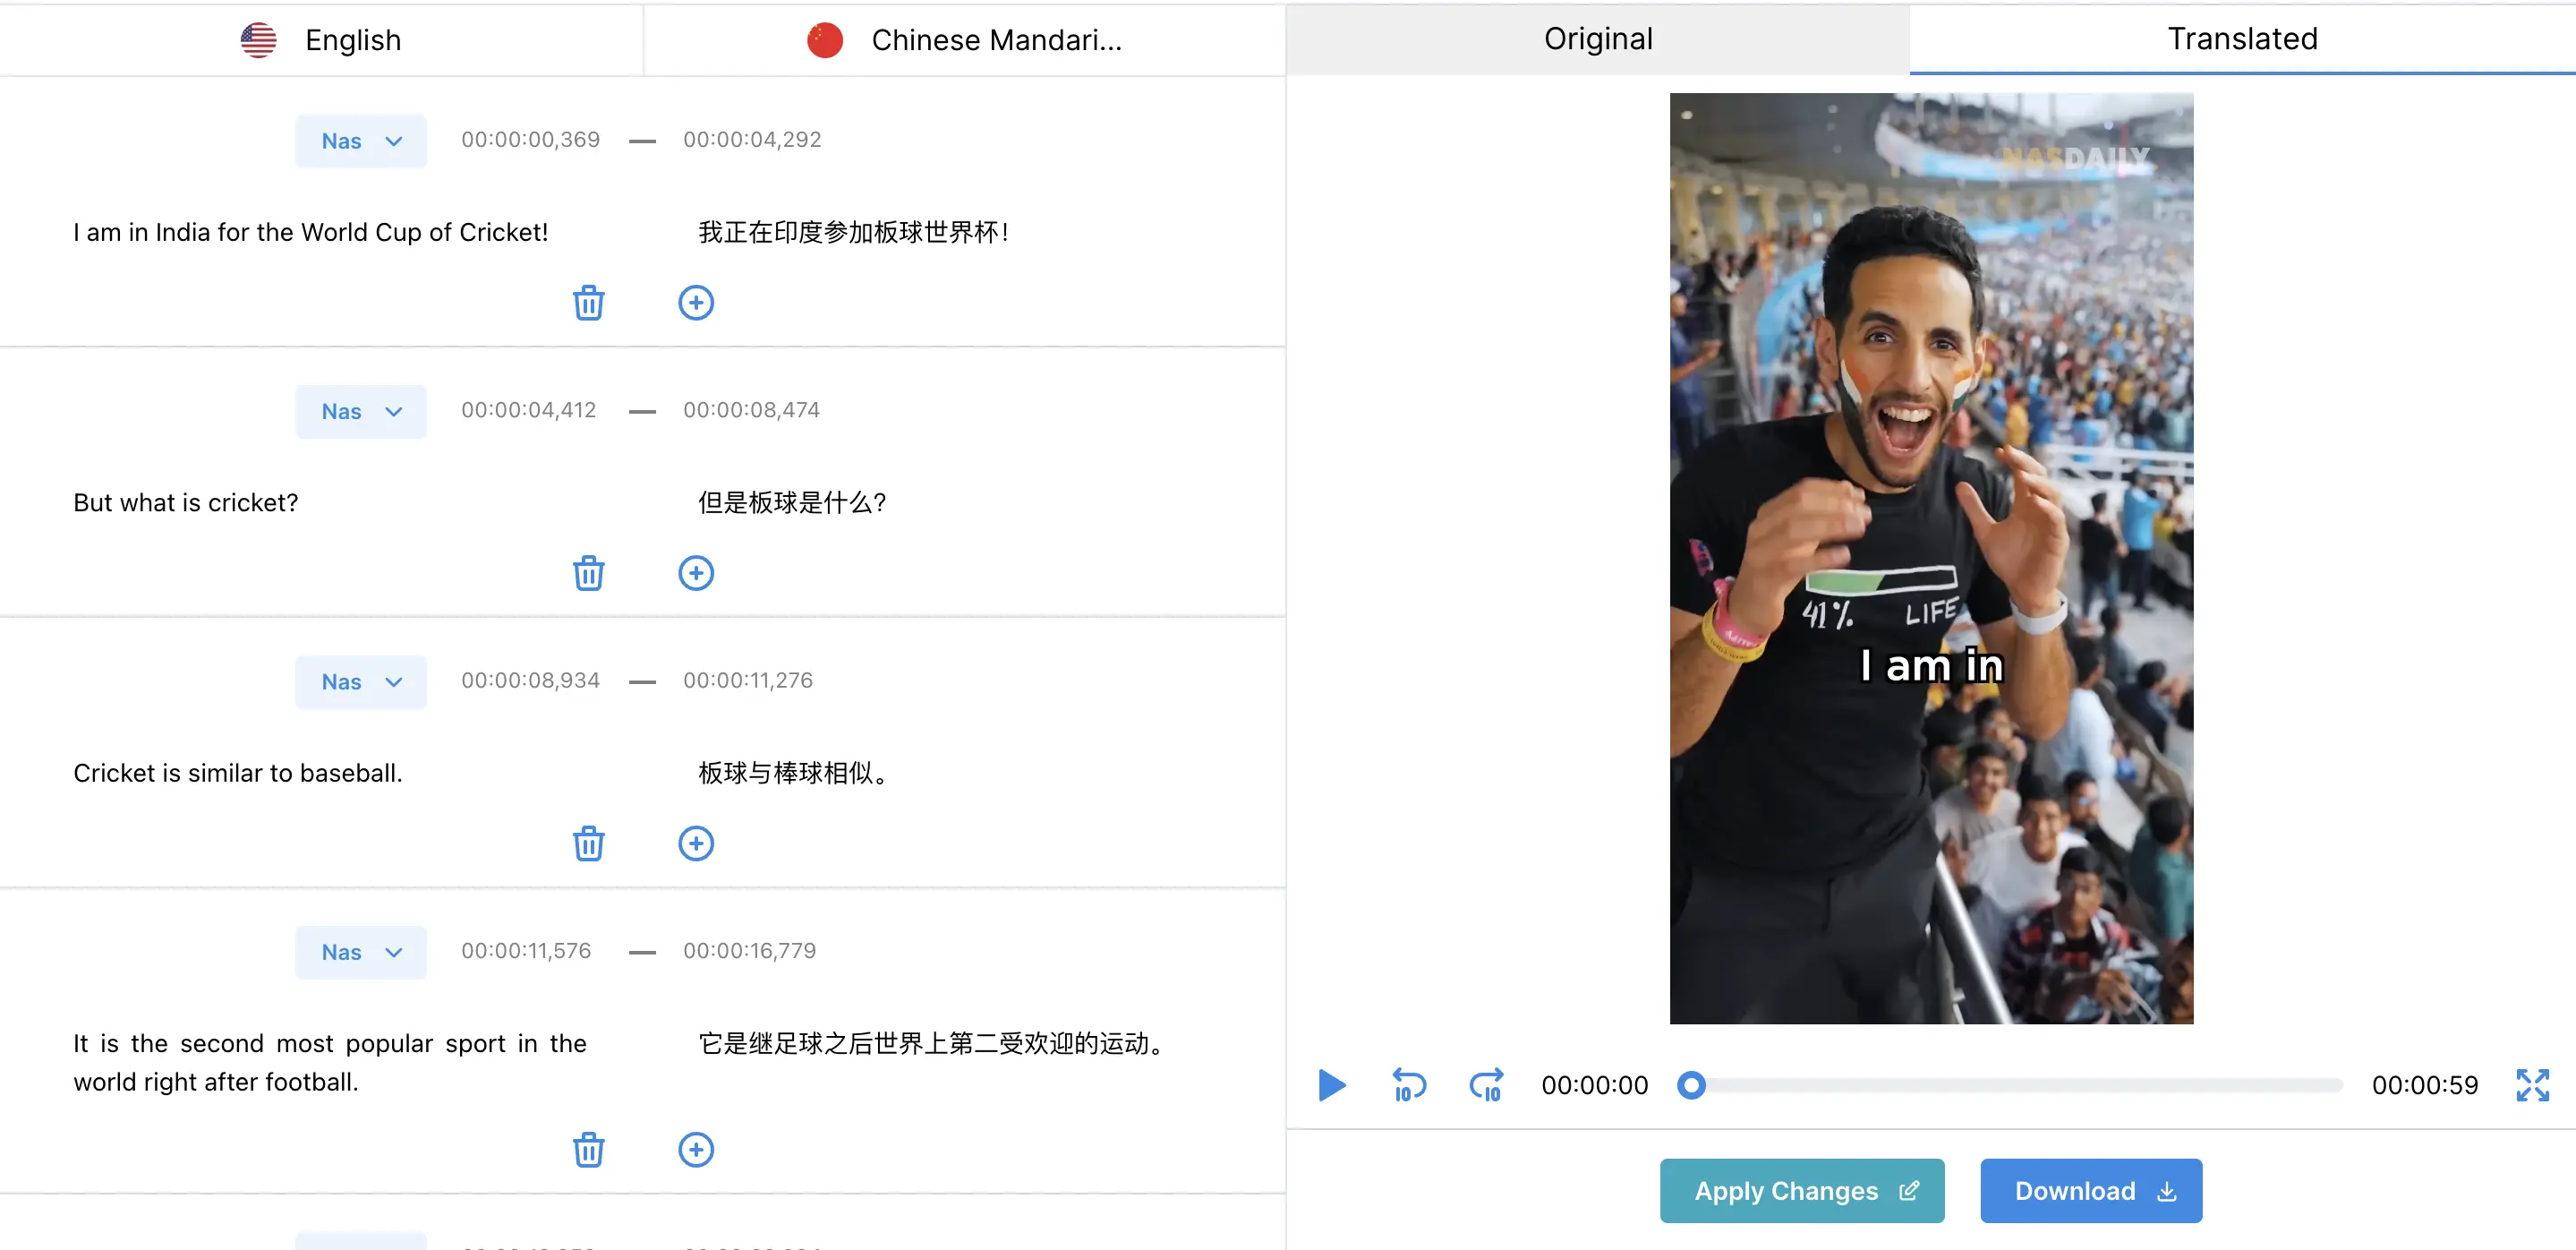 English
Chinese Mandari...
Original
Translated
Nas
00:00:00,369 — 00:00:04,292
I am in India for the World Cup of Cricket!
我正在印度参加板球世界杯！
Nas
00:00:04,412 — 00:00:08,474
But what is cricket?
但是板球是什么？
Nas
00:00:08,934 — 00:00:11,276
Cricket is similar to baseball.
板球与棒球相似。
Nas
00:00:11,576 — 00:00:16,779
It is the second most popular sport in the
world right after football.
它是继足球之后世界上第二受欢迎的运动。
NASDAILY
41% LIFE
I am in
10
10
00:00:00
00:00:59
Apply Changes
Download